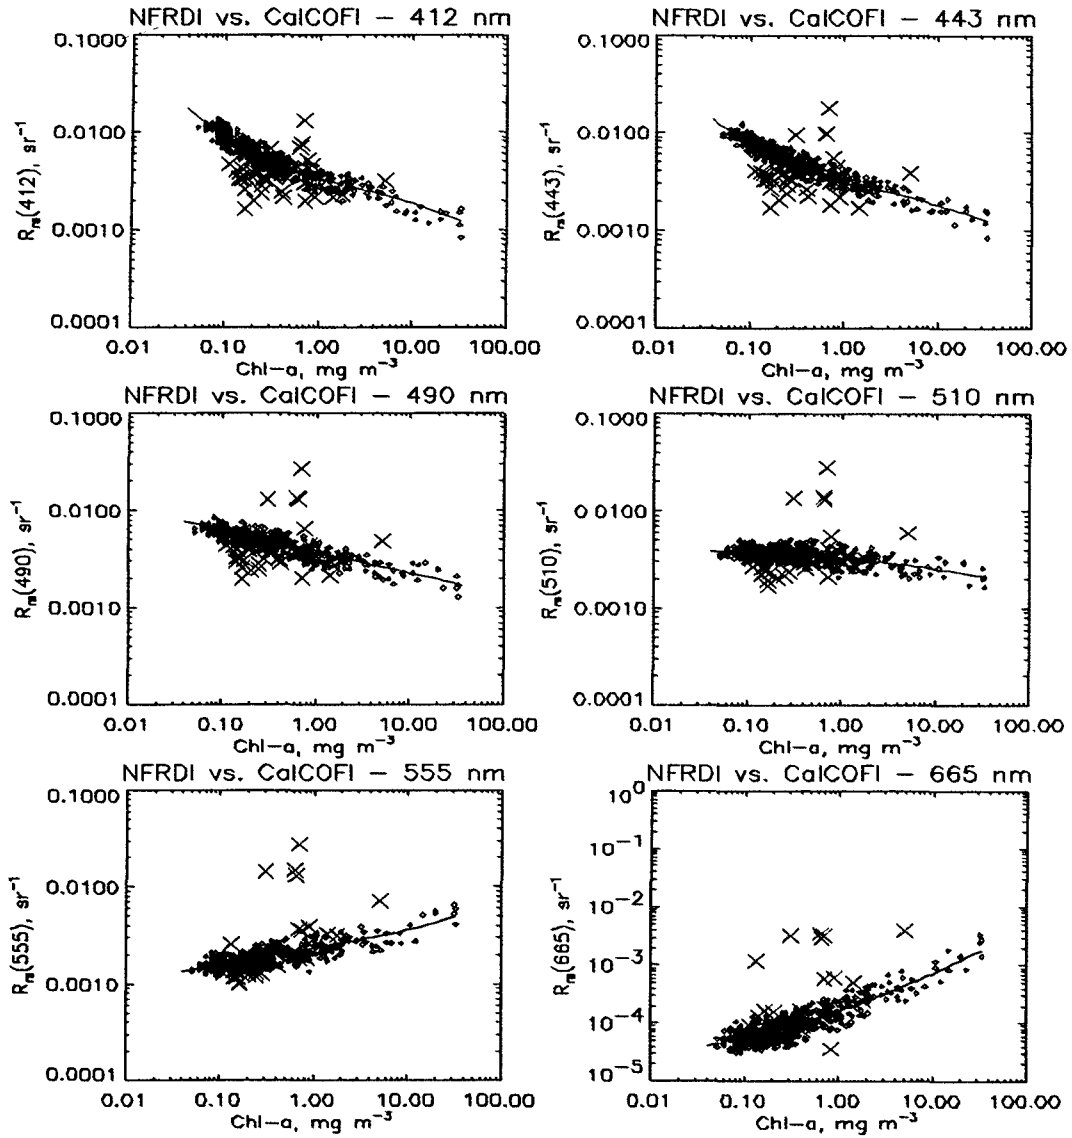 NFRDI vs. CalCOFI – 412 nm
0.1000
0.0100
0.0010
0.0001
Rrs(412), sr⁻¹
0.01 0.10 1.00 10.00 100.00
Chl–a, mg m⁻³
NFRDI vs. CalCOFI – 443 nm
0.1000
0.0100
0.0010
0.0001
Rrs(443), sr⁻¹
0.01 0.10 1.00 10.00 100.00
Chl–a, mg m⁻³
NFRDI vs. CalCOFI – 490 nm
0.1000
0.0100
0.0010
0.0001
Rrs(490), sr⁻¹
0.01 0.10 1.00 10.00 100.00
Chl–a, mg m⁻³
NFRDI vs. CalCOFI – 510 nm
0.1000
0.0100
0.0010
0.0001
Rrs(510), sr⁻¹
0.01 0.10 1.00 10.00 100.00
Chl–a, mg m⁻³
NFRDI vs. CalCOFI – 555 nm
0.1000
0.0100
0.0010
0.0001
Rrs(555), sr⁻¹
0.01 0.10 1.00 10.00 100.00
Chl–a, mg m⁻³
NFRDI vs. CalCOFI – 665 nm
10⁰
10⁻¹
10⁻²
10⁻³
10⁻⁴
10⁻⁵
Rrs(665), sr⁻¹
0.01 0.10 1.00 10.00 100.00
Chl–a, mg m⁻³